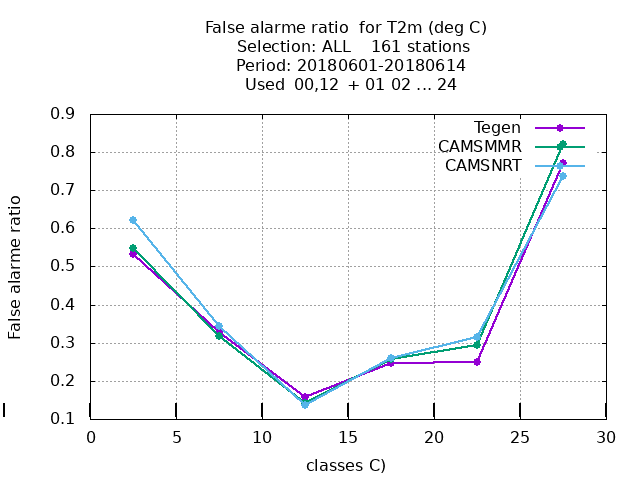 False alarme ratio  for T2m (deg C)
Selection: ALL    161 stations
Period: 20180601-20180614
Used  00,12  + 01 02 ... 24
Tegen
CAMSMMR
CAMSNRT
False alarme ratio
0.9
0.8
0.7
0.6
0.5
0.4
0.3
0.2
0.1
0 5 10 15 20 25 30
classes C)